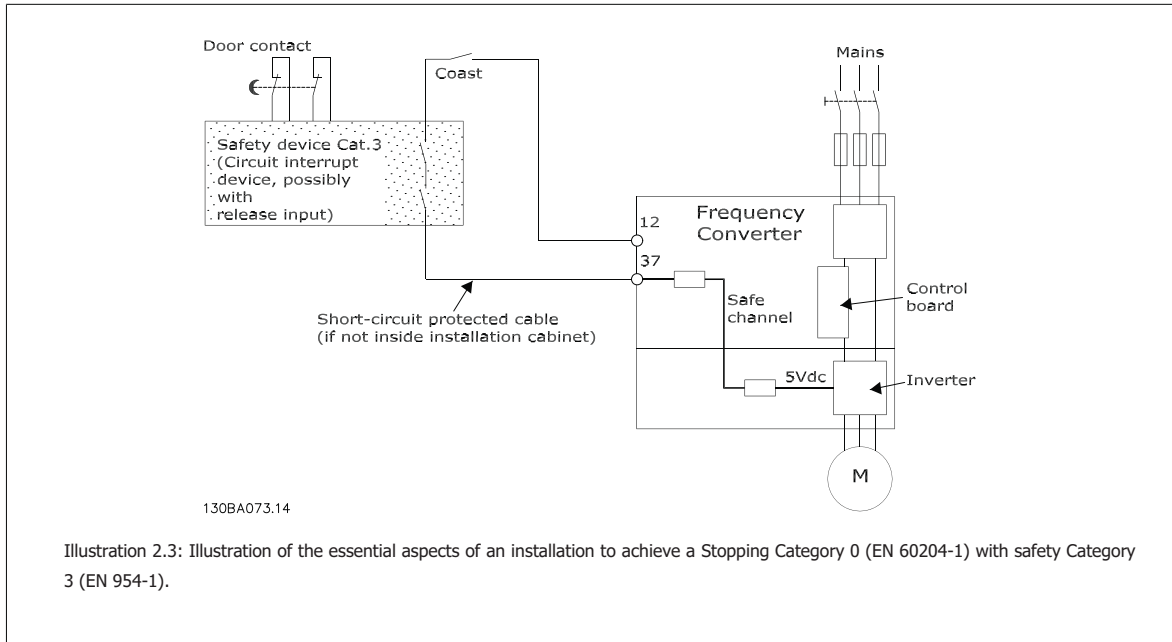 Door contact
Coast
Mains
Safety device Cat.3
(Circuit interrupt
device, possibly
with
release input)
12
Frequency
Converter
37
Safe
channel
Control
board
Short-circuit protected cable
(if not inside installation cabinet)
5Vdc
Inverter
M
130BA073.14
Illustration 2.3: Illustration of the essential aspects of an installation to achieve a Stopping Category 0 (EN 60204-1) with safety Category
3 (EN 954-1).